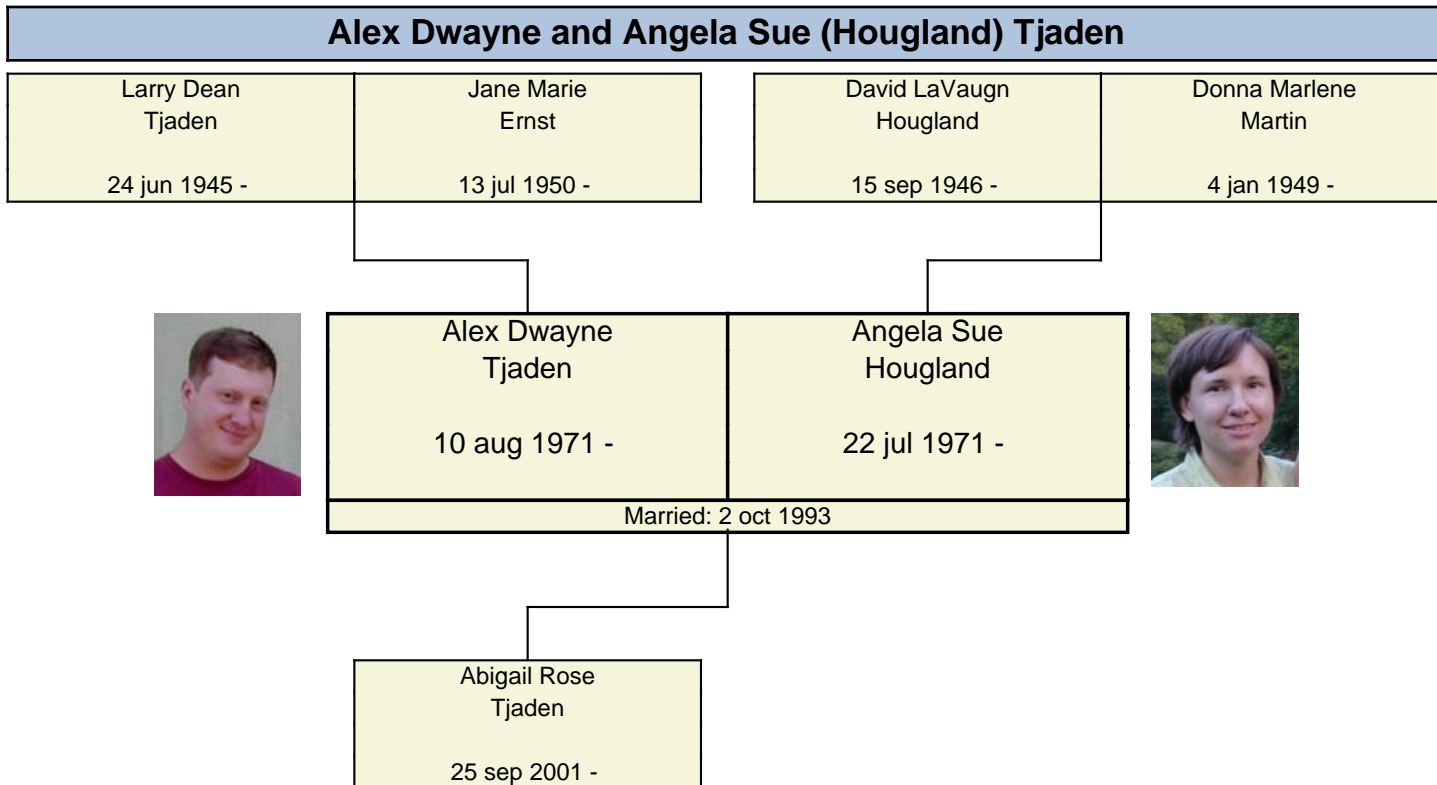 Alex Dwayne and Angela Sue (Hougland) Tjaden
Larry Dean
Tjaden
24 jun 1945 -
Jane Marie
Ernst
13 jul 1950 -
David LaVaugn
Hougland
15 sep 1946 -
Donna Marlene
Martin
4 jan 1949 -
Alex Dwayne
Tjaden
10 aug 1971 -
Angela Sue
Hougland
22 jul 1971 -
Married: 2 oct 1993
Abigail Rose
Tjaden
25 sep 2001 -